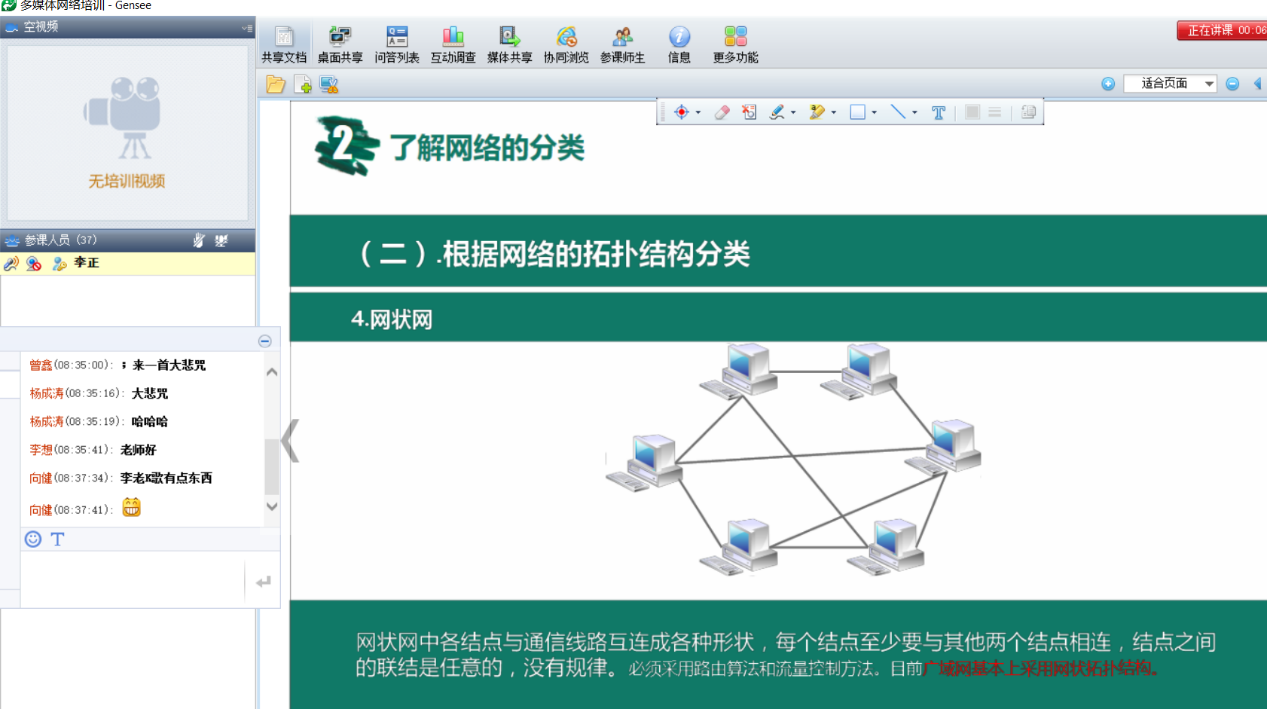 多媒体网络培训 - Gensee
空视频
无培训视频
参课人员 (37)
李正
共享文档 桌面共享 问答列表 互动调查 媒体共享 协同浏览 参课师生 信息 更多功能
正在讲课 00:06
适合页面
曾鑫(08:35:00): ；来一首大悲咒
杨成涛(08:35:16): 大悲咒
杨成涛(08:35:19): 哈哈哈
李想(08:35:41): 老师好
向健(08:37:34): 李老K歌有点东西
向健(08:37:41):
T
2 了解网络的分类
（二）.根据网络的拓扑结构分类
4.网状网
网状网中各结点与通信线路互连成各种形状，每个结点至少要与其他两个结点相连，结点之间
的联结是任意的，没有规律。必须采用路由算法和流量控制方法。目前广域网基本上采用网状拓扑结构。